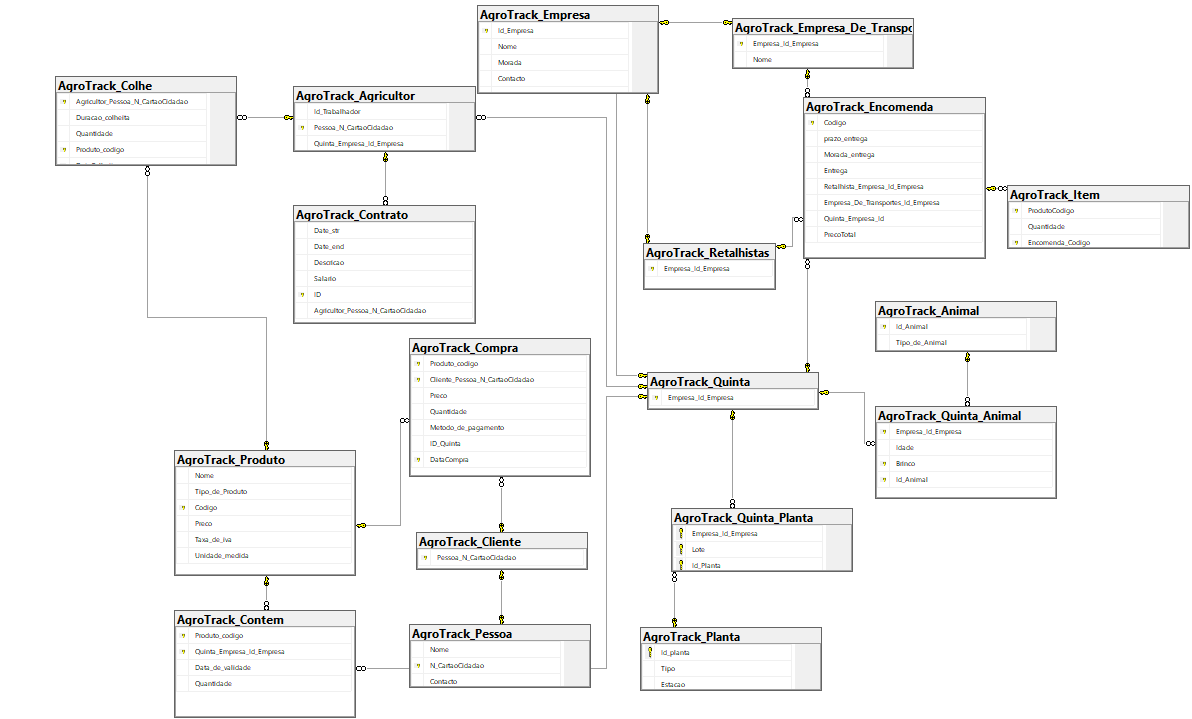 AgroTrack_Empresa
Id_Empresa
Nome
Morada
Contacto
AgroTrack_Empresa_De_Transpo
Empresa_Id_Empresa
Nome
AgroTrack_Colhe
Agricultor_Pessoa_N_CartaoCidadao
Duracao_colheita
Quantidade
Produto_codigo
AgroTrack_Agricultor
Id_Trabalhador
Pessoa_N_CartaoCidadao
Quinta_Empresa_Id_Empresa
AgroTrack_Encomenda
Codigo
prazo_entrega
Morada_entrega
Entrega
Retalhista_Empresa_Id_Empresa
Empresa_De_Transportes_Id_Empresa
Quinta_Empresa_Id
PrecoTotal
AgroTrack_Item
ProdutoCodigo
Quantidade
Encomenda_Codigo
AgroTrack_Contrato
Date_str
Date_end
Descricao
Salario
ID
Agricultor_Pessoa_N_CartaoCidadao
AgroTrack_Retalhistas
Empresa_Id_Empresa
AgroTrack_Animal
Id_Animal
Tipo_de_Animal
AgroTrack_Compra
Produto_codigo
Cliente_Pessoa_N_CartaoCidadao
Preco
Quantidade
Metodo_de_pagamento
ID_Quinta
DataCompra
AgroTrack_Quinta
Empresa_Id_Empresa
AgroTrack_Quinta_Animal
Empresa_Id_Empresa
Idade
Brinco
Id_Animal
AgroTrack_Produto
Nome
Tipo_de_Produto
Codigo
Preco
Taxa_de_iva
Unidade_medida
AgroTrack_Quinta_Planta
Empresa_Id_Empresa
Lote
Id_Planta
AgroTrack_Cliente
Pessoa_N_CartaoCidadao
AgroTrack_Contem
Produto_codigo
Quinta_Empresa_Id_Empresa
Data_de_validade
Quantidade
AgroTrack_Pessoa
Nome
N_CartaoCidadao
Contacto
AgroTrack_Planta
Id_planta
Tipo
Estacao